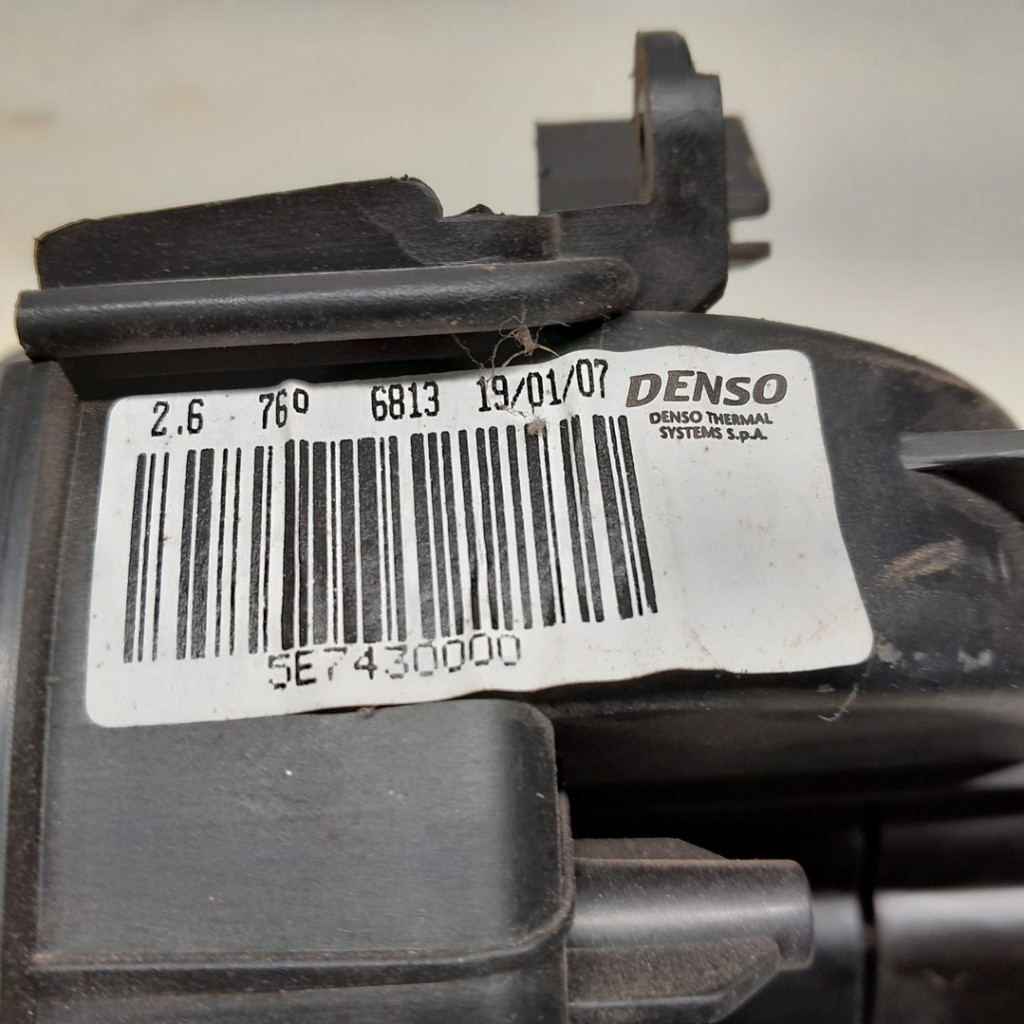 2.6 76º 6813 19/01/07 DENSO
DENSO THERMAL
SYSTEMS S.p.A.
5E7430000